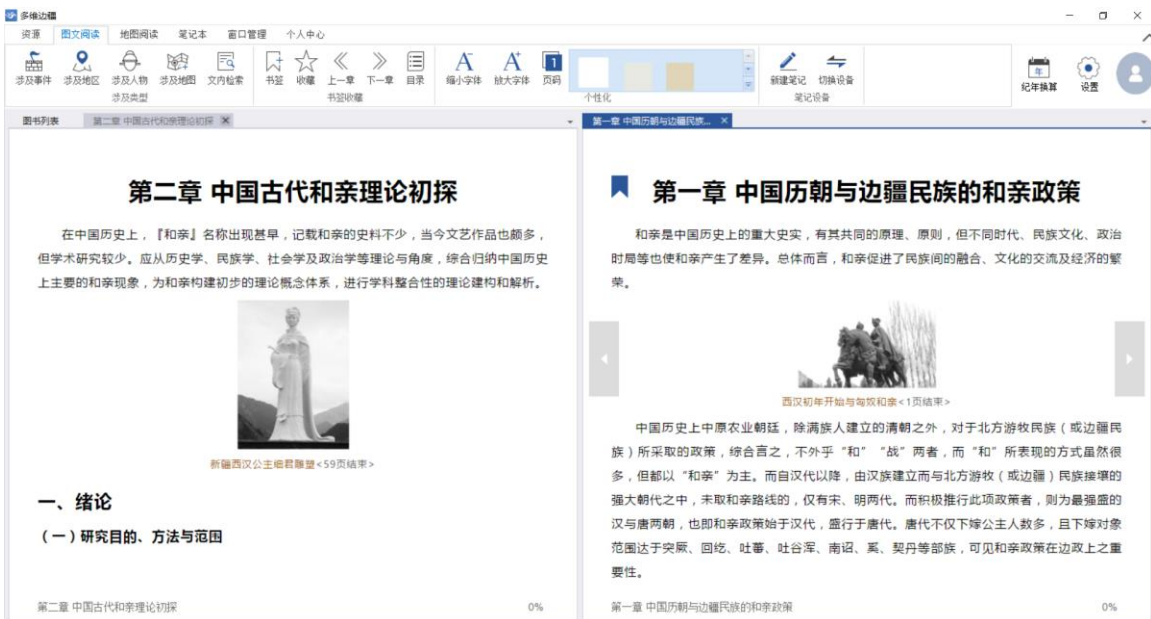 多维边疆
资源 图文阅读 地图阅读 笔记本 窗口管理 个人中心
涉及事件 涉及地区 涉及人物 涉及地图 文内检索 书签 收藏 上一章 下一章 目录 缩小字体 放大字体 页码 新建笔记 切换设备 纪年换算 设置
涉及类型 书签收藏 个性化 笔记设备
图书列表 第二章 中国古代和亲理论初探
第二章 中国古代和亲理论初探
在中国历史上，『和亲』名称出现甚早，记载和亲的史料不少，当今文艺作品也颇多，
但学术研究较少。应从历史学、民族学、社会学及政治学等理论与角度，综合归纳中国历史
上主要的和亲现象，为和亲构建初步的理论概念体系，进行学科整合性的理论建构和解析。
新疆西汉公主细君雕塑<59页结束>
一、绪论
（一）研究目的、方法与范围
第二章 中国古代和亲理论初探 0%
第一章 中国历朝与边疆民族...
第一章 中国历朝与边疆民族的和亲政策
和亲是中国历史上的重大史实，有其共同的原理、原则，但不同时代、民族文化、政治
时局等也使和亲产生了差异。总体而言，和亲促进了民族间的融合、文化的交流及经济的繁
荣。
西汉初年开始与匈奴和亲<1页结束>
中国历史上中原农业朝廷，除满族人建立的清朝之外，对于北方游牧民族（或边疆民
族）所采取的政策，综合言之，不外乎“和”“战”两者，而“和”所表现的方式虽然很
多，但都以“和亲”为主。而自汉代以降，由汉族建立而与北方游牧（或边疆）民族接壤的
强大朝代之中，未取和亲路线的，仅有宋、明两代。而积极推行此项政策者，则为最强盛的
汉与唐两朝，也即和亲政策始于汉代，盛行于唐代。唐代不仅下嫁公主人数多，且下嫁对象
范围达于突厥、回纥、吐蕃、吐谷浑、南诏、奚、契丹等部族，可见和亲政策在边政上之重
要性。
第一章 中国历朝与边疆民族的和亲政策 0%